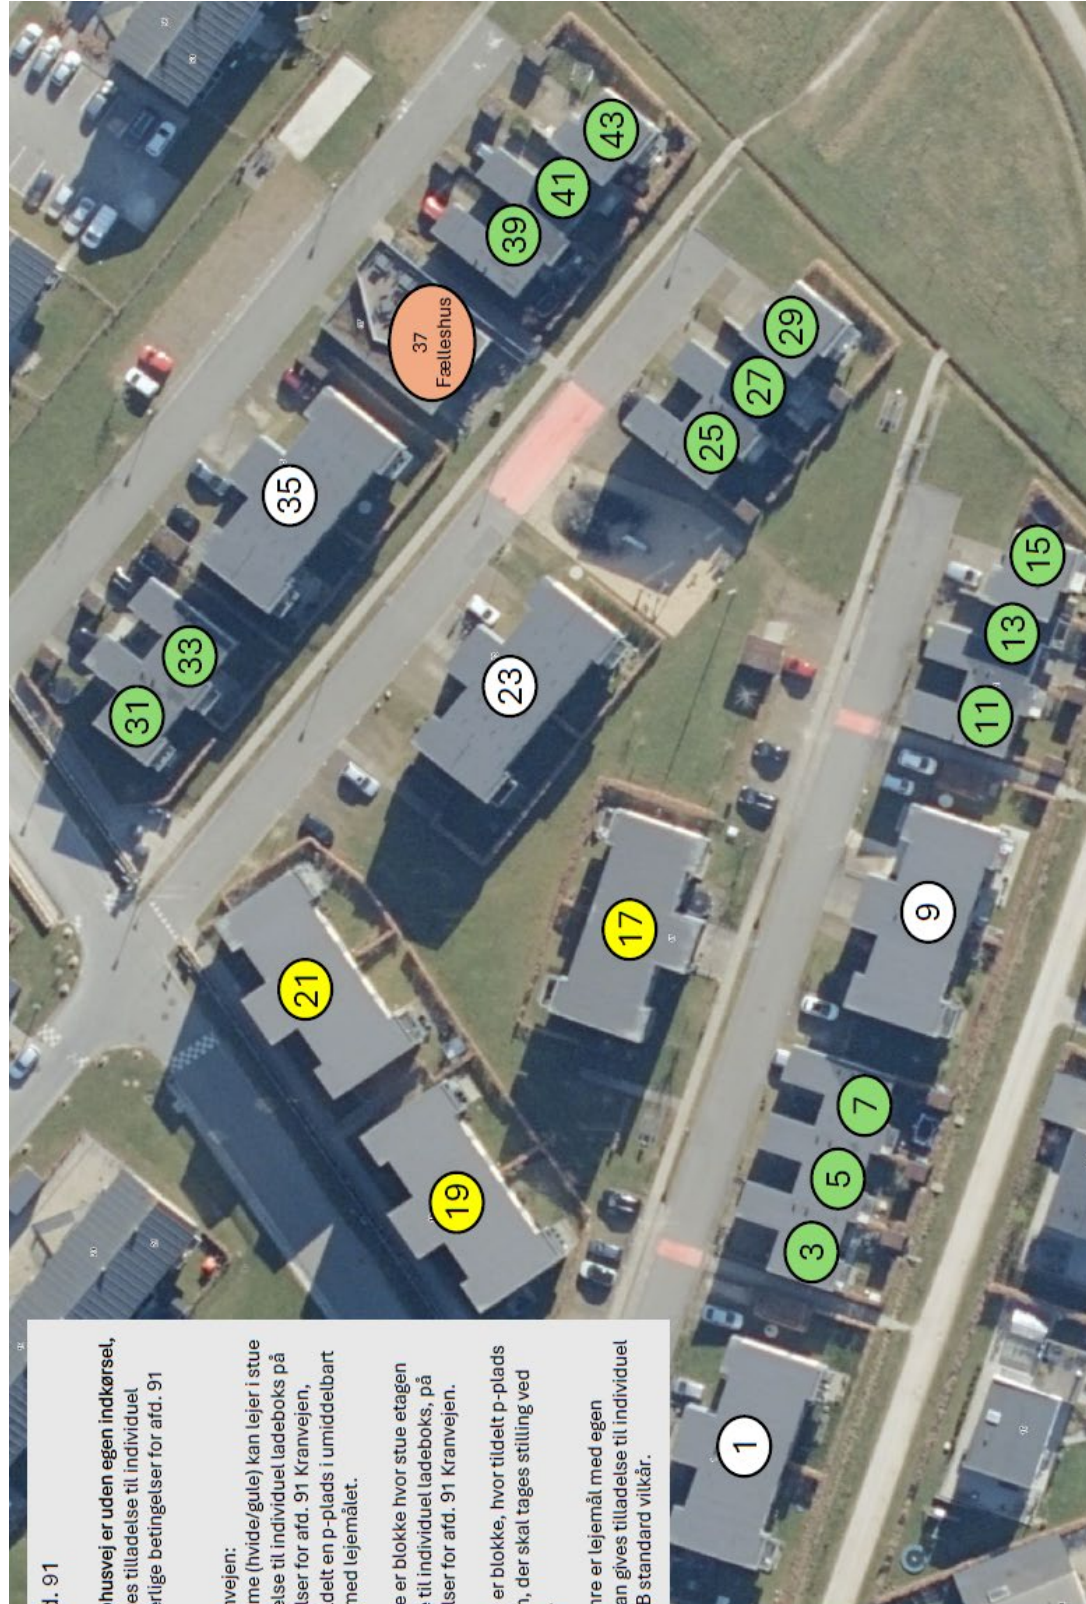 d. 91
husvej er uden egen indkørsel,
es tilladelse til individuel
rlige betingelser for afd. 91
nvejen:
me (hvide/gule) kan lejer i stue
else til individuel ladeboks på
lser for afd. 91 Kranvejen,
delt en p-plads i umiddelbart
med lejemålet.
e er blokke hvor stue etagen
e til individuel ladeboks, på
lser for afd. 91 Kranvejen.
er blokke, hvor tildelt p-plads
n, der skal tages stilling ved
nre er lejemål med egen
an gives tilladelse til individuel
B standard vilkår.
1
3
5
7
9
11
13
15
17
19
21
23
25
27
29
31
33
35
37
Fælleshus
39
41
43